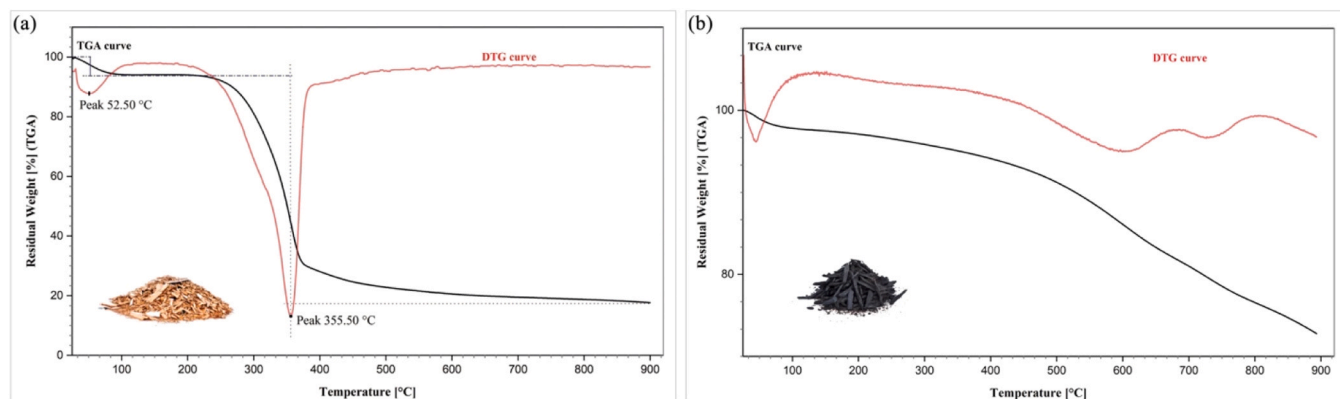 (a)
TGA curve
DTG curve
Peak 52.50 °C
Peak 355.50 °C
Residual Weight [%] (TGA)
100
80
60
40
20
0
100 200 300 400 500 600 700 800 900
Temperature [°C]
(b)
TGA curve
DTG curve
Residual Weight [%] (TGA)
100
80
100 200 300 400 500 600 700 800 900
Temperature [°C]